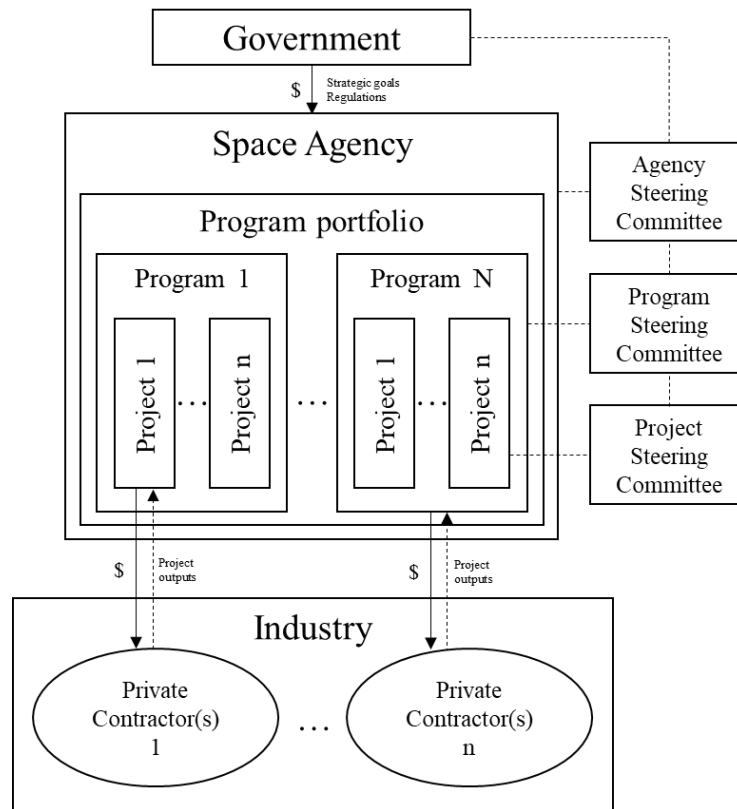 Government
$
Strategic goals
Regulations
Space Agency
Agency
Steering
Committee
Program portfolio
Program 1
Program N
Program
Steering
Committee
Project 1
...
Project n
...
Project 1
...
Project n
Project
Steering
Committee
$
Project
outputs
$
Project
outputs
Industry
Private
Contractor(s)
1
...
Private
Contractor(s)
n